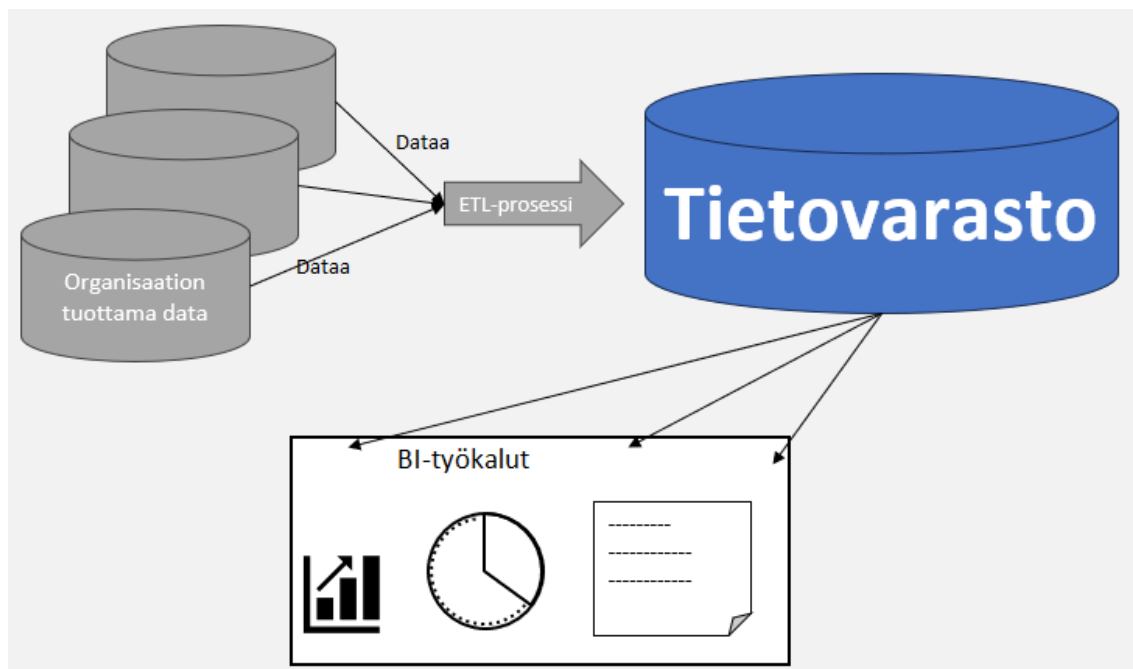 Dataa
ETL-prosessi
Tietovarasto
Dataa
Organisaation
tuottama data
BI-työkalut